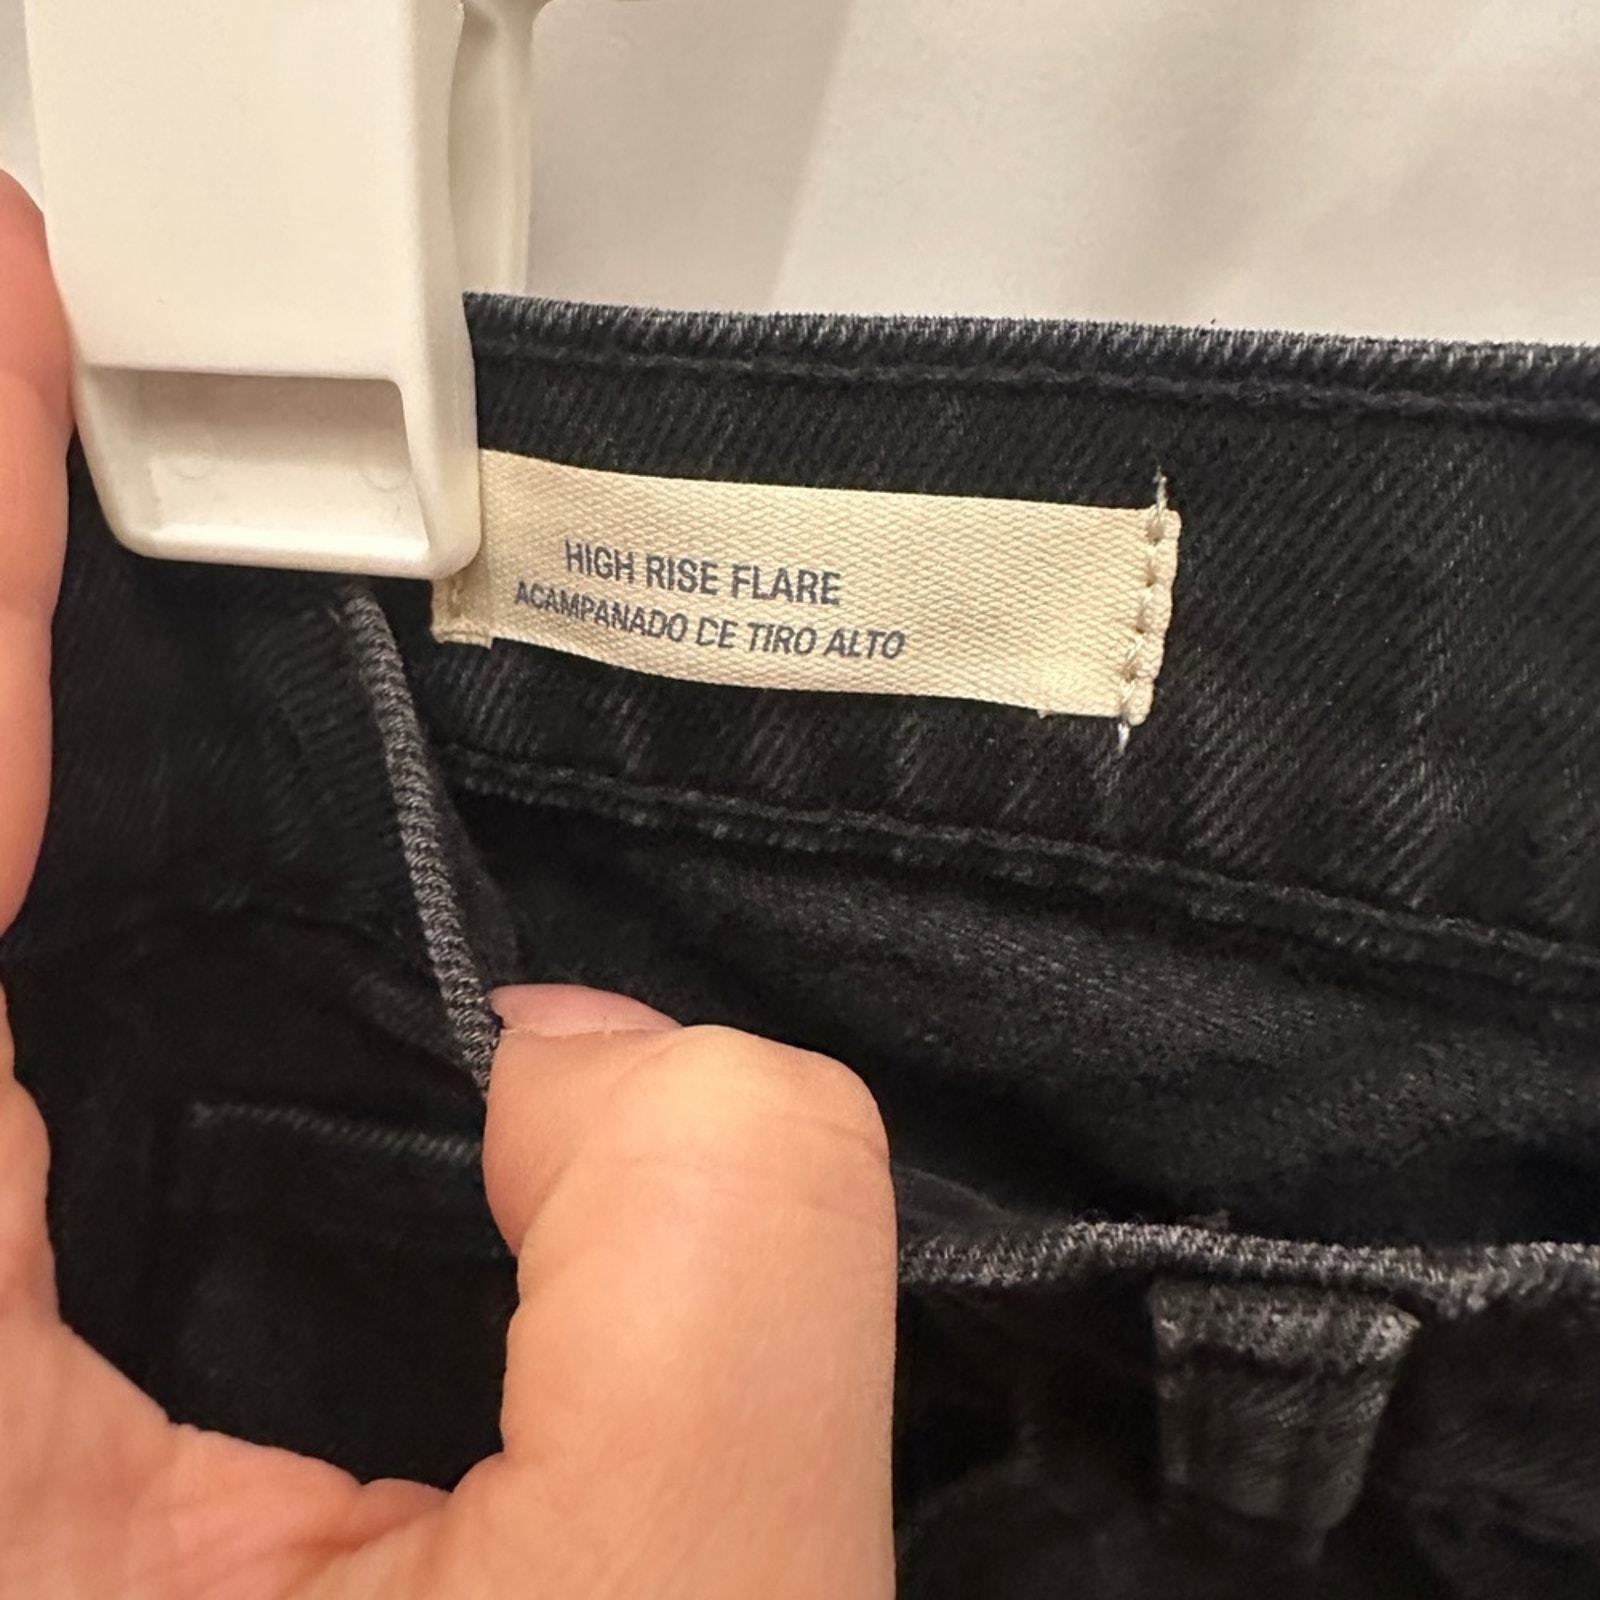 HIGH RISE FLARE
ACAMPANADO DE TIRO ALTO